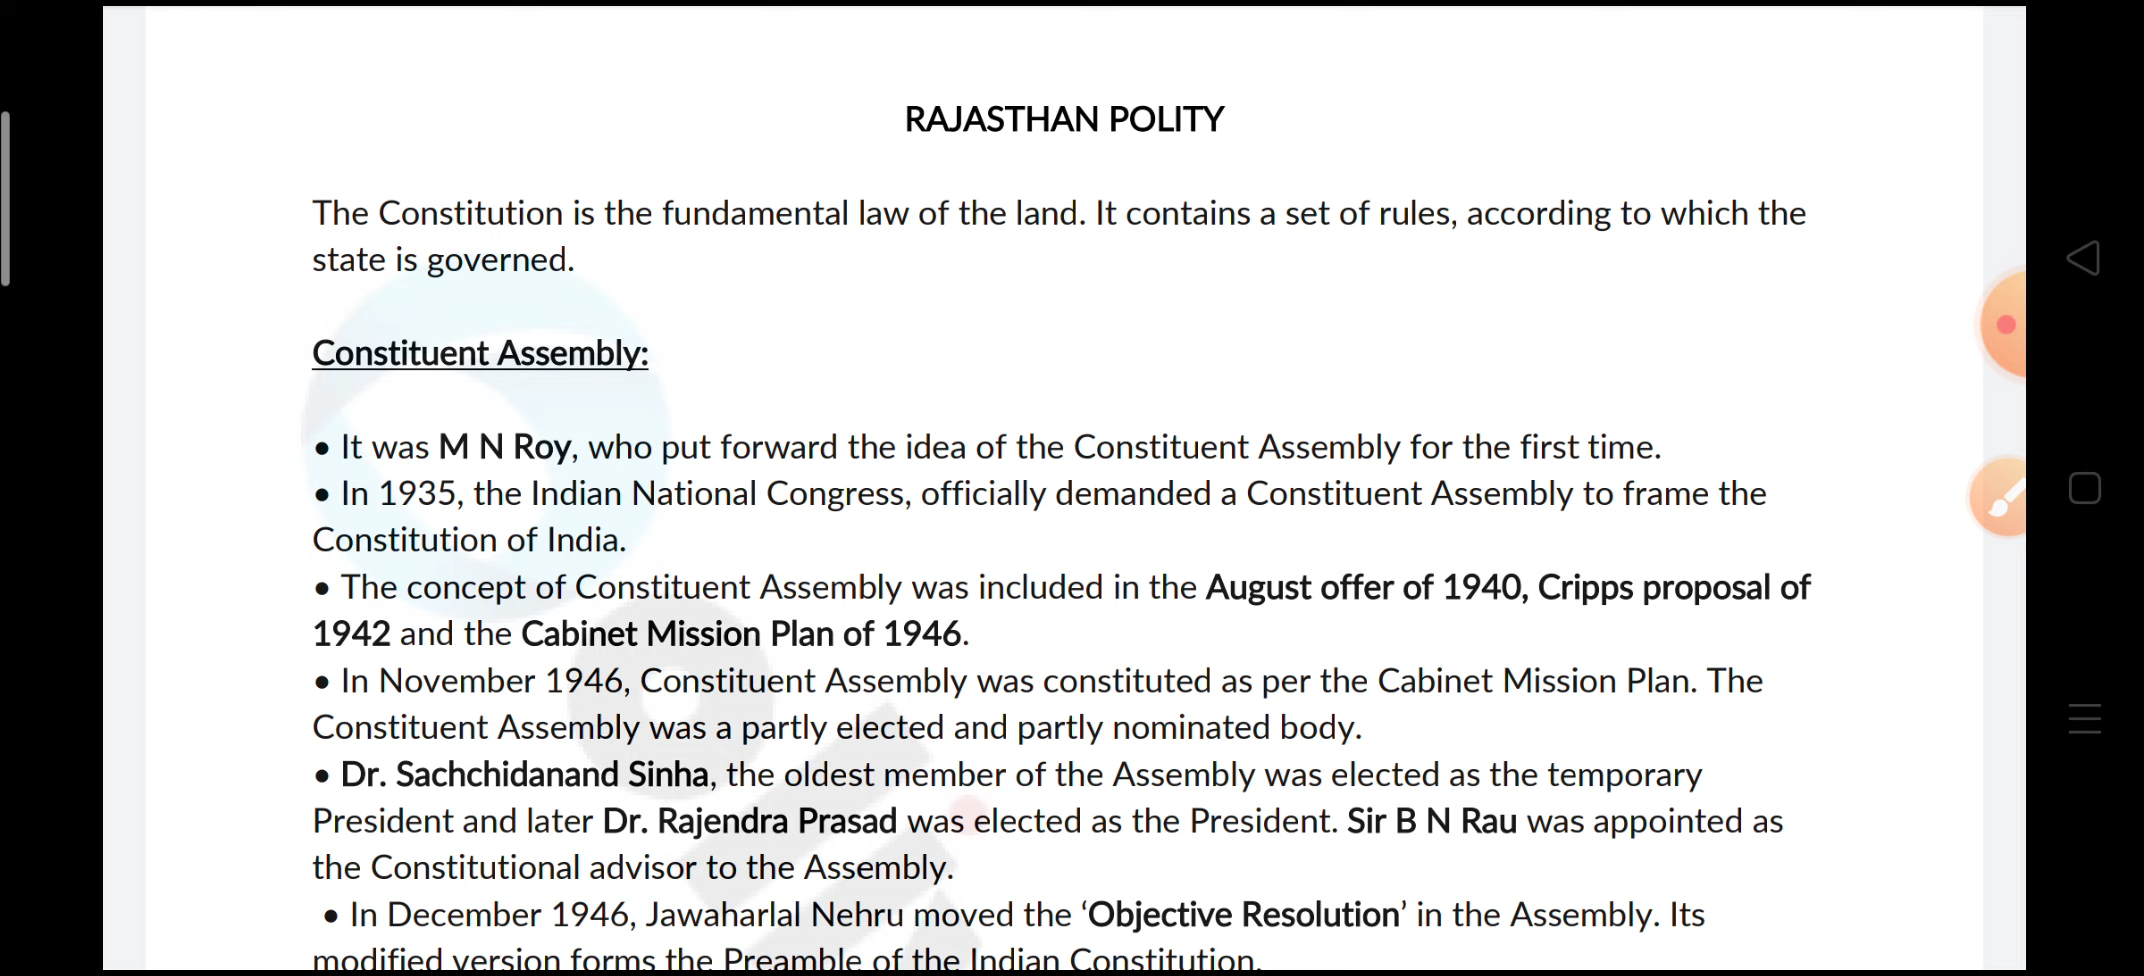 RAJASTHAN POLITY
The Constitution is the fundamental law of the land. It contains a set of rules, according to which the
state is governed.
Constituent Assembly:
• It was M N Roy, who put forward the idea of the Constituent Assembly for the first time.
• In 1935, the Indian National Congress, officially demanded a Constituent Assembly to frame the
Constitution of India.
• The concept of Constituent Assembly was included in the August offer of 1940, Cripps proposal of
1942 and the Cabinet Mission Plan of 1946.
• In November 1946, Constituent Assembly was constituted as per the Cabinet Mission Plan. The
Constituent Assembly was a partly elected and partly nominated body.
• Dr. Sachchidanand Sinha, the oldest member of the Assembly was elected as the temporary
President and later Dr. Rajendra Prasad was elected as the President. Sir B N Rau was appointed as
the Constitutional advisor to the Assembly.
• In December 1946, Jawaharlal Nehru moved the ‘Objective Resolution’ in the Assembly. Its
modified version forms the Preamble of the Indian Constitution.